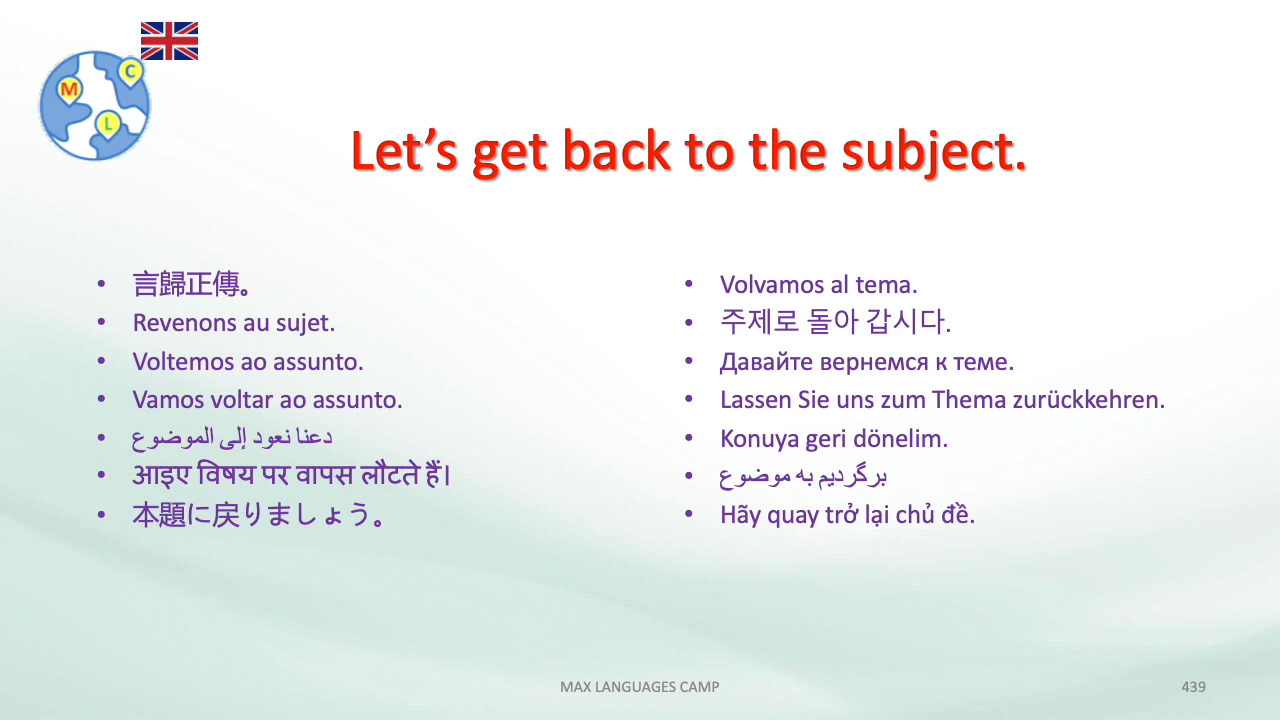 M
C
L
Let’s get back to the subject.
• 言歸正傳。
• Revenons au sujet.
• Voltemos ao assunto.
• Vamos voltar ao assunto.
• دعنا نعود إلى الموضوع
• आइए विषय पर वापस लौटते हैं।
• 本題に戻りましょう。
• Volvamos al tema.
• 주제로 돌아 갑시다.
• Давайте вернемся к теме.
• Lassen Sie uns zum Thema zurückkehren.
• Konuya geri dönelim.
• برگردیم به موضوع
• Hãy quay trở lại chủ đề.
MAX LANGUAGES CAMP
439